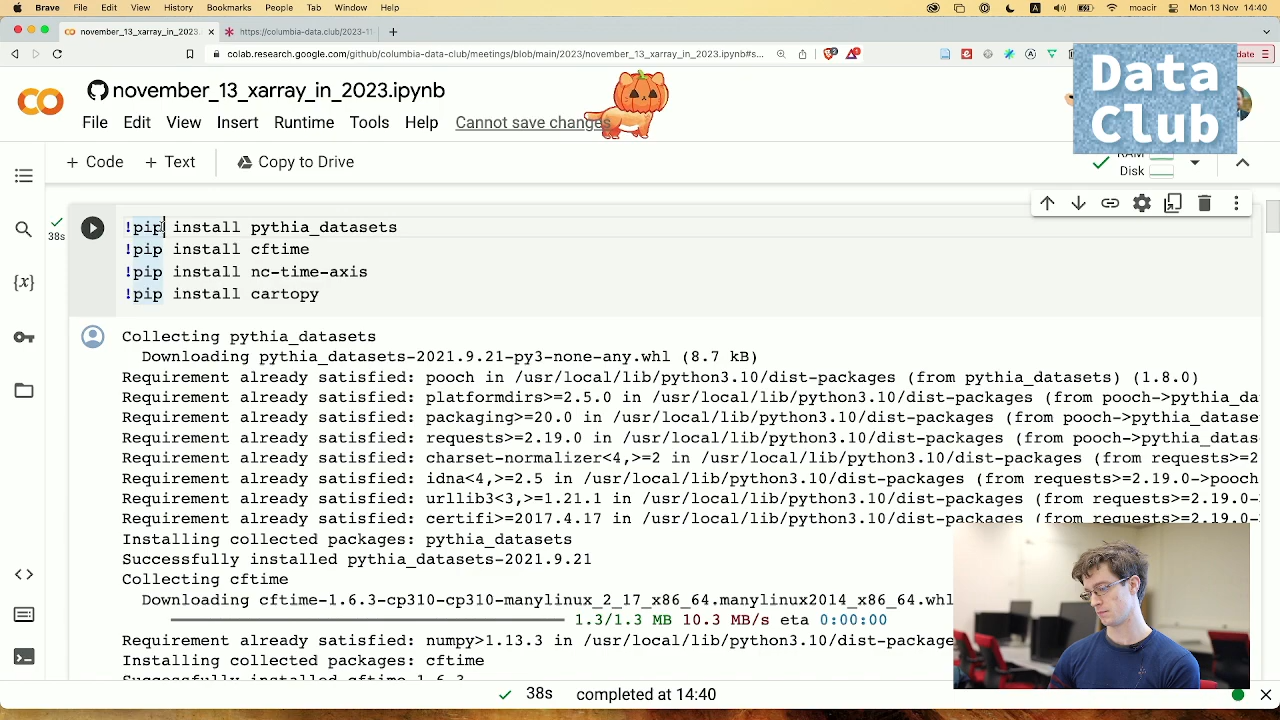 Brave File Edit View History Bookmarks People Tab Window Help moacir Mon 13 Nov 14:40
november_13_xarray_in_2023. https://columbia-data.club/2023-11
colab.research.google.com/github/columbia-data-club/meetings/blob/main/2023/november_13_xarray_in_2023.ipynb#s...
Data
Club
november_13_xarray_in_2023.ipynb
File Edit View Insert Runtime Tools Help Cannot save changes
+ Code + Text Copy to Drive
Disk
38s
!pip install pythia_datasets
!pip install cftime
!pip install nc-time-axis
!pip install cartopy
Collecting pythia_datasets
Downloading pythia_datasets-2021.9.21-py3-none-any.whl (8.7 kB)
Requirement already satisfied: pooch in /usr/local/lib/python3.10/dist-packages (from pythia_datasets) (1.8.0)
Requirement already satisfied: platformdirs>=2.5.0 in /usr/local/lib/python3.10/dist-packages (from pooch->pythia_da
Requirement already satisfied: packaging>=20.0 in /usr/local/lib/python3.10/dist-packages (from pooch->pythia_datase
Requirement already satisfied: requests>=2.19.0 in /usr/local/lib/python3.10/dist-packages (from pooch->pythia_datas
Requirement already satisfied: charset-normalizer<4,>=2 in /usr/local/lib/python3.10/dist-packages (from requests>=2
Requirement already satisfied: idna<4,>=2.5 in /usr/local/lib/python3.10/dist-packages (from requests>=2.19.0->pooch
Requirement already satisfied: urllib3<3,>=1.21.1 in /usr/local/lib/python3.10/dist-packages (from requests>=2.19.0-
Requirement already satisfied: certifi>=2017.4.17 in /usr/local/lib/python3.10/dist-packages (from requests>=2.19.0-
Installing collected packages: pythia_datasets
Successfully installed pythia_datasets-2021.9.21
Collecting cftime
Downloading cftime-1.6.3-cp310-cp310-manylinux_2_17_x86_64.manylinux2014_x86_64.whl
1.3/1.3 MB 10.3 MB/s eta 0:00:00
Requirement already satisfied: numpy>1.13.3 in /usr/local/lib/python3.10/dist-package
Installing collected packages: cftime
Successfully installed cftime-1.6.3
38s completed at 14:40